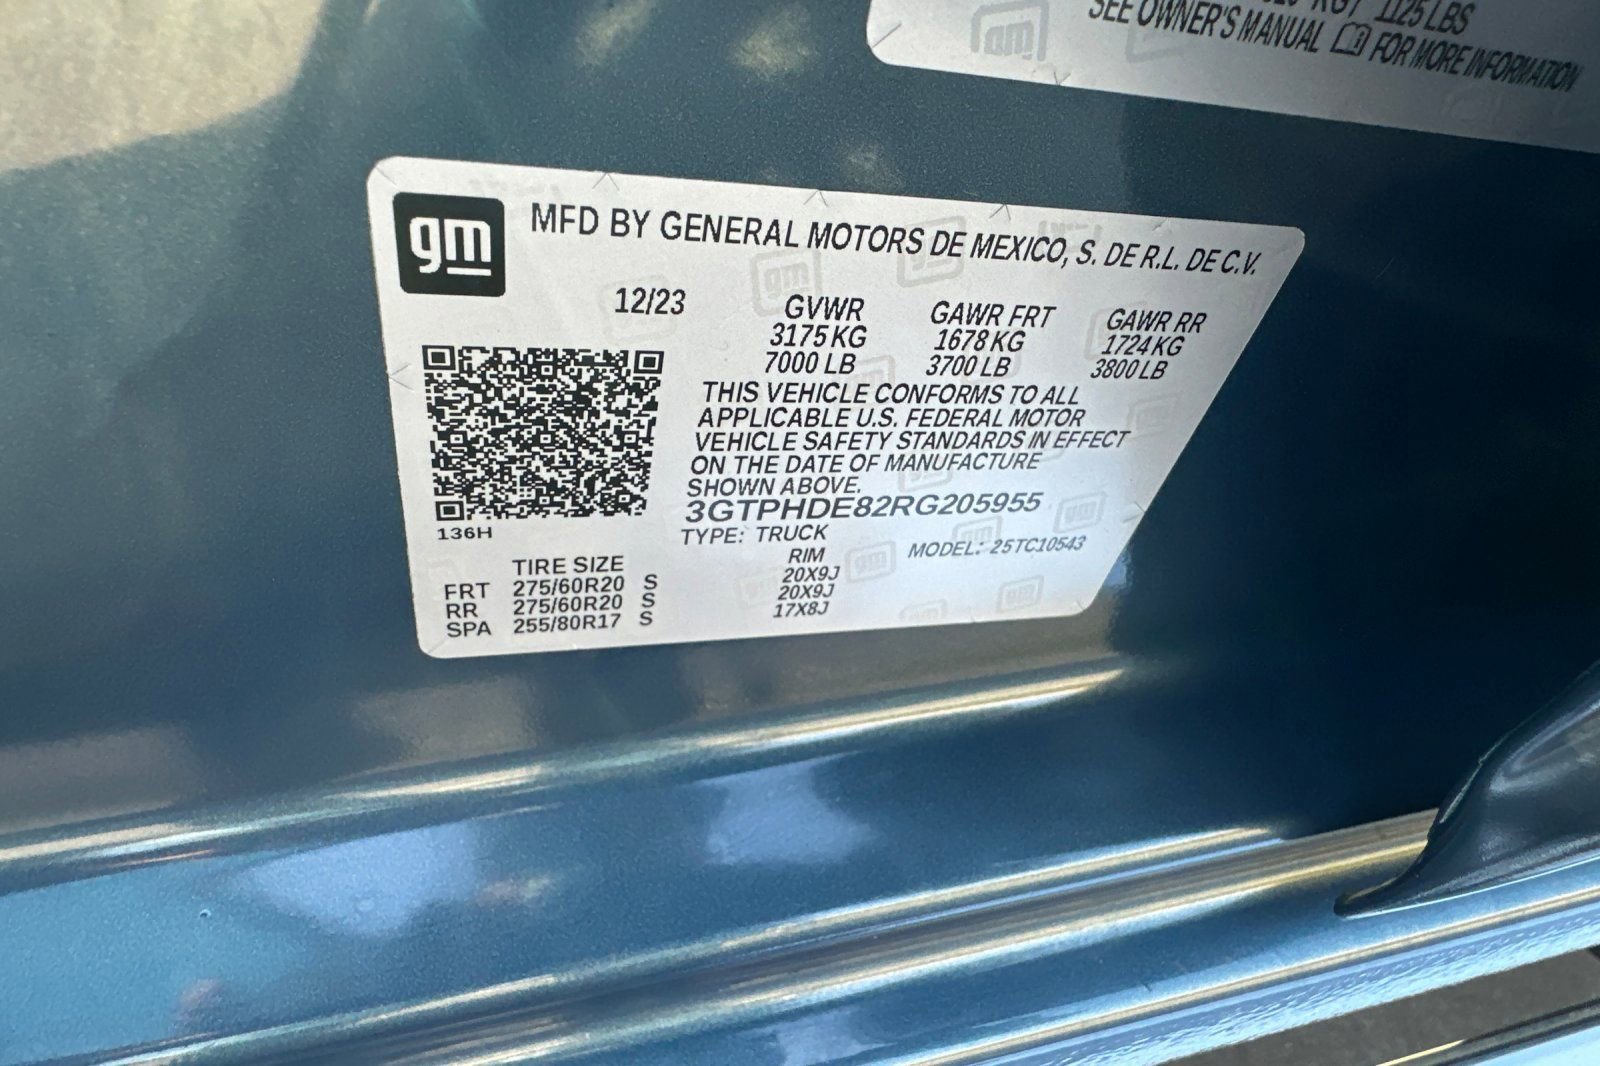 1125 LBS
SEE OWNER'S MANUAL FOR MORE INFORMATION
gm
MFD BY GENERAL MOTORS DE MEXICO, S. DE R.L. DE C.V.
12/23
GVWR GAWR FRT GAWR RR
3175 KG 1678 KG 1724 KG
7000 LB 3700 LB 3800 LB
THIS VEHICLE CONFORMS TO ALL
APPLICABLE U.S. FEDERAL MOTOR
VEHICLE SAFETY STANDARDS IN EFFECT
ON THE DATE OF MANUFACTURE
SHOWN ABOVE.
3GTPHDE82RG205955
136H
TYPE: TRUCK MODEL: 25TC10543
TIRE SIZE RIM
FRT 275/60R20 S 20X9J
RR 275/60R20 S 20X9J
SPA 255/80R17 S 17X8J